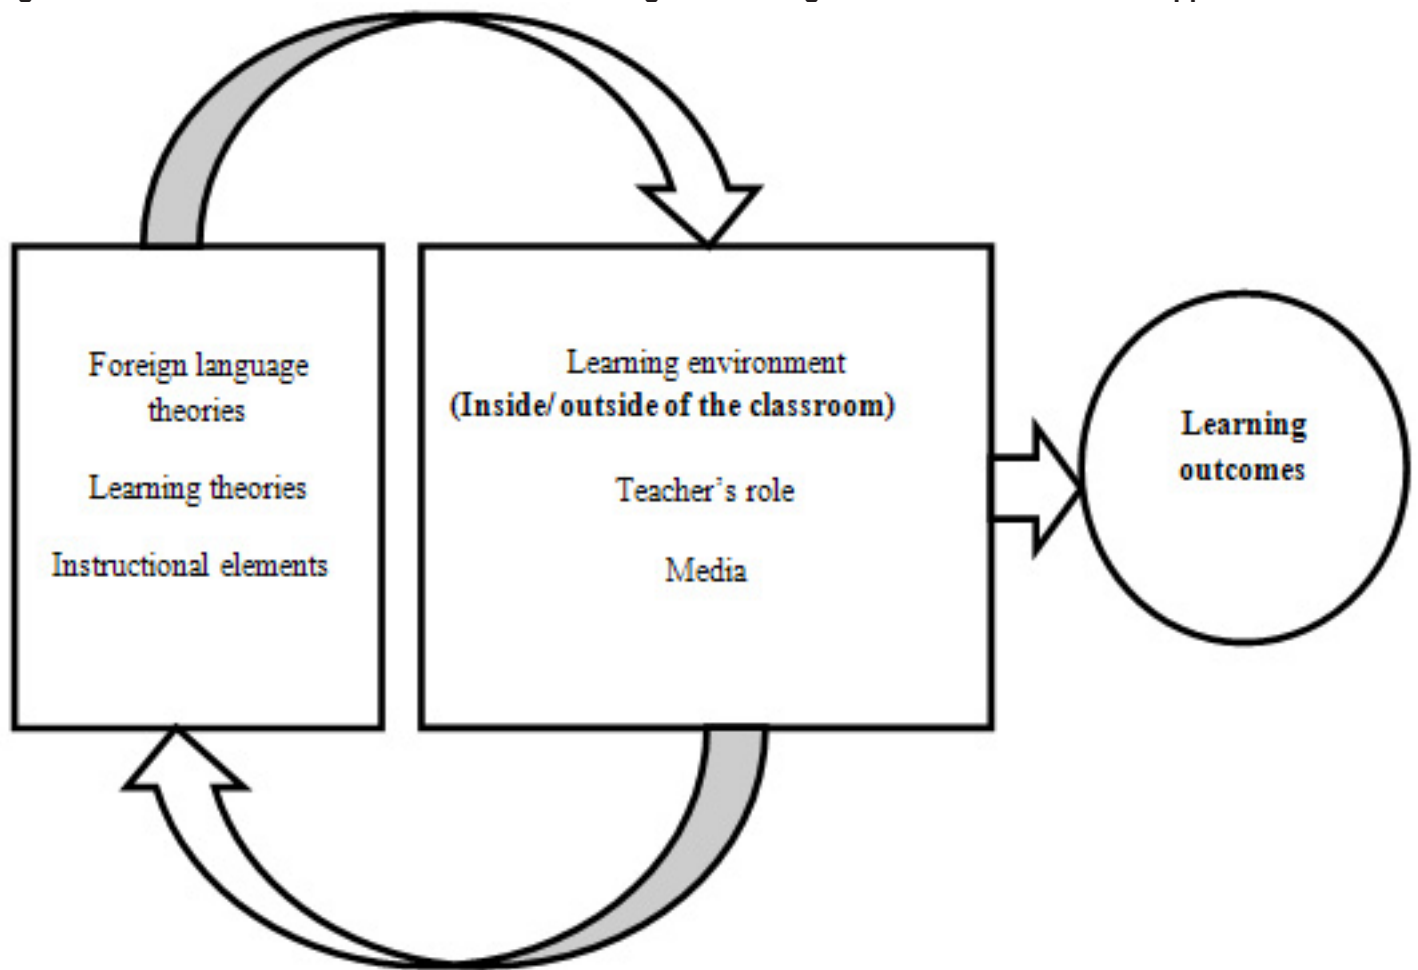 Foreign language
theories
Learning theories
Instructional elements
Learning environment
(Inside/ outside of the classroom)
Teacher’s role
Media
Learning
outcomes